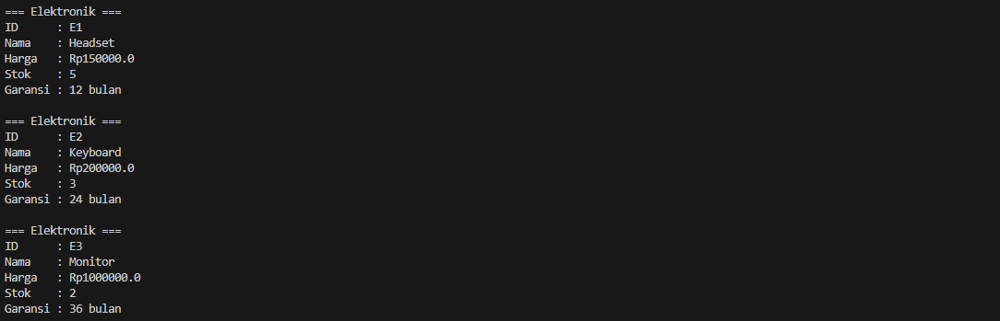 === Elektronik ===
ID      : E1
Nama    : Headset
Harga   : Rp150000.0
Stok    : 5
Garansi : 12 bulan

=== Elektronik ===
ID      : E2
Nama    : Keyboard
Harga   : Rp200000.0
Stok    : 3
Garansi : 24 bulan

=== Elektronik ===
ID      : E3
Nama    : Monitor
Harga   : Rp1000000.0
Stok    : 2
Garansi : 36 bulan